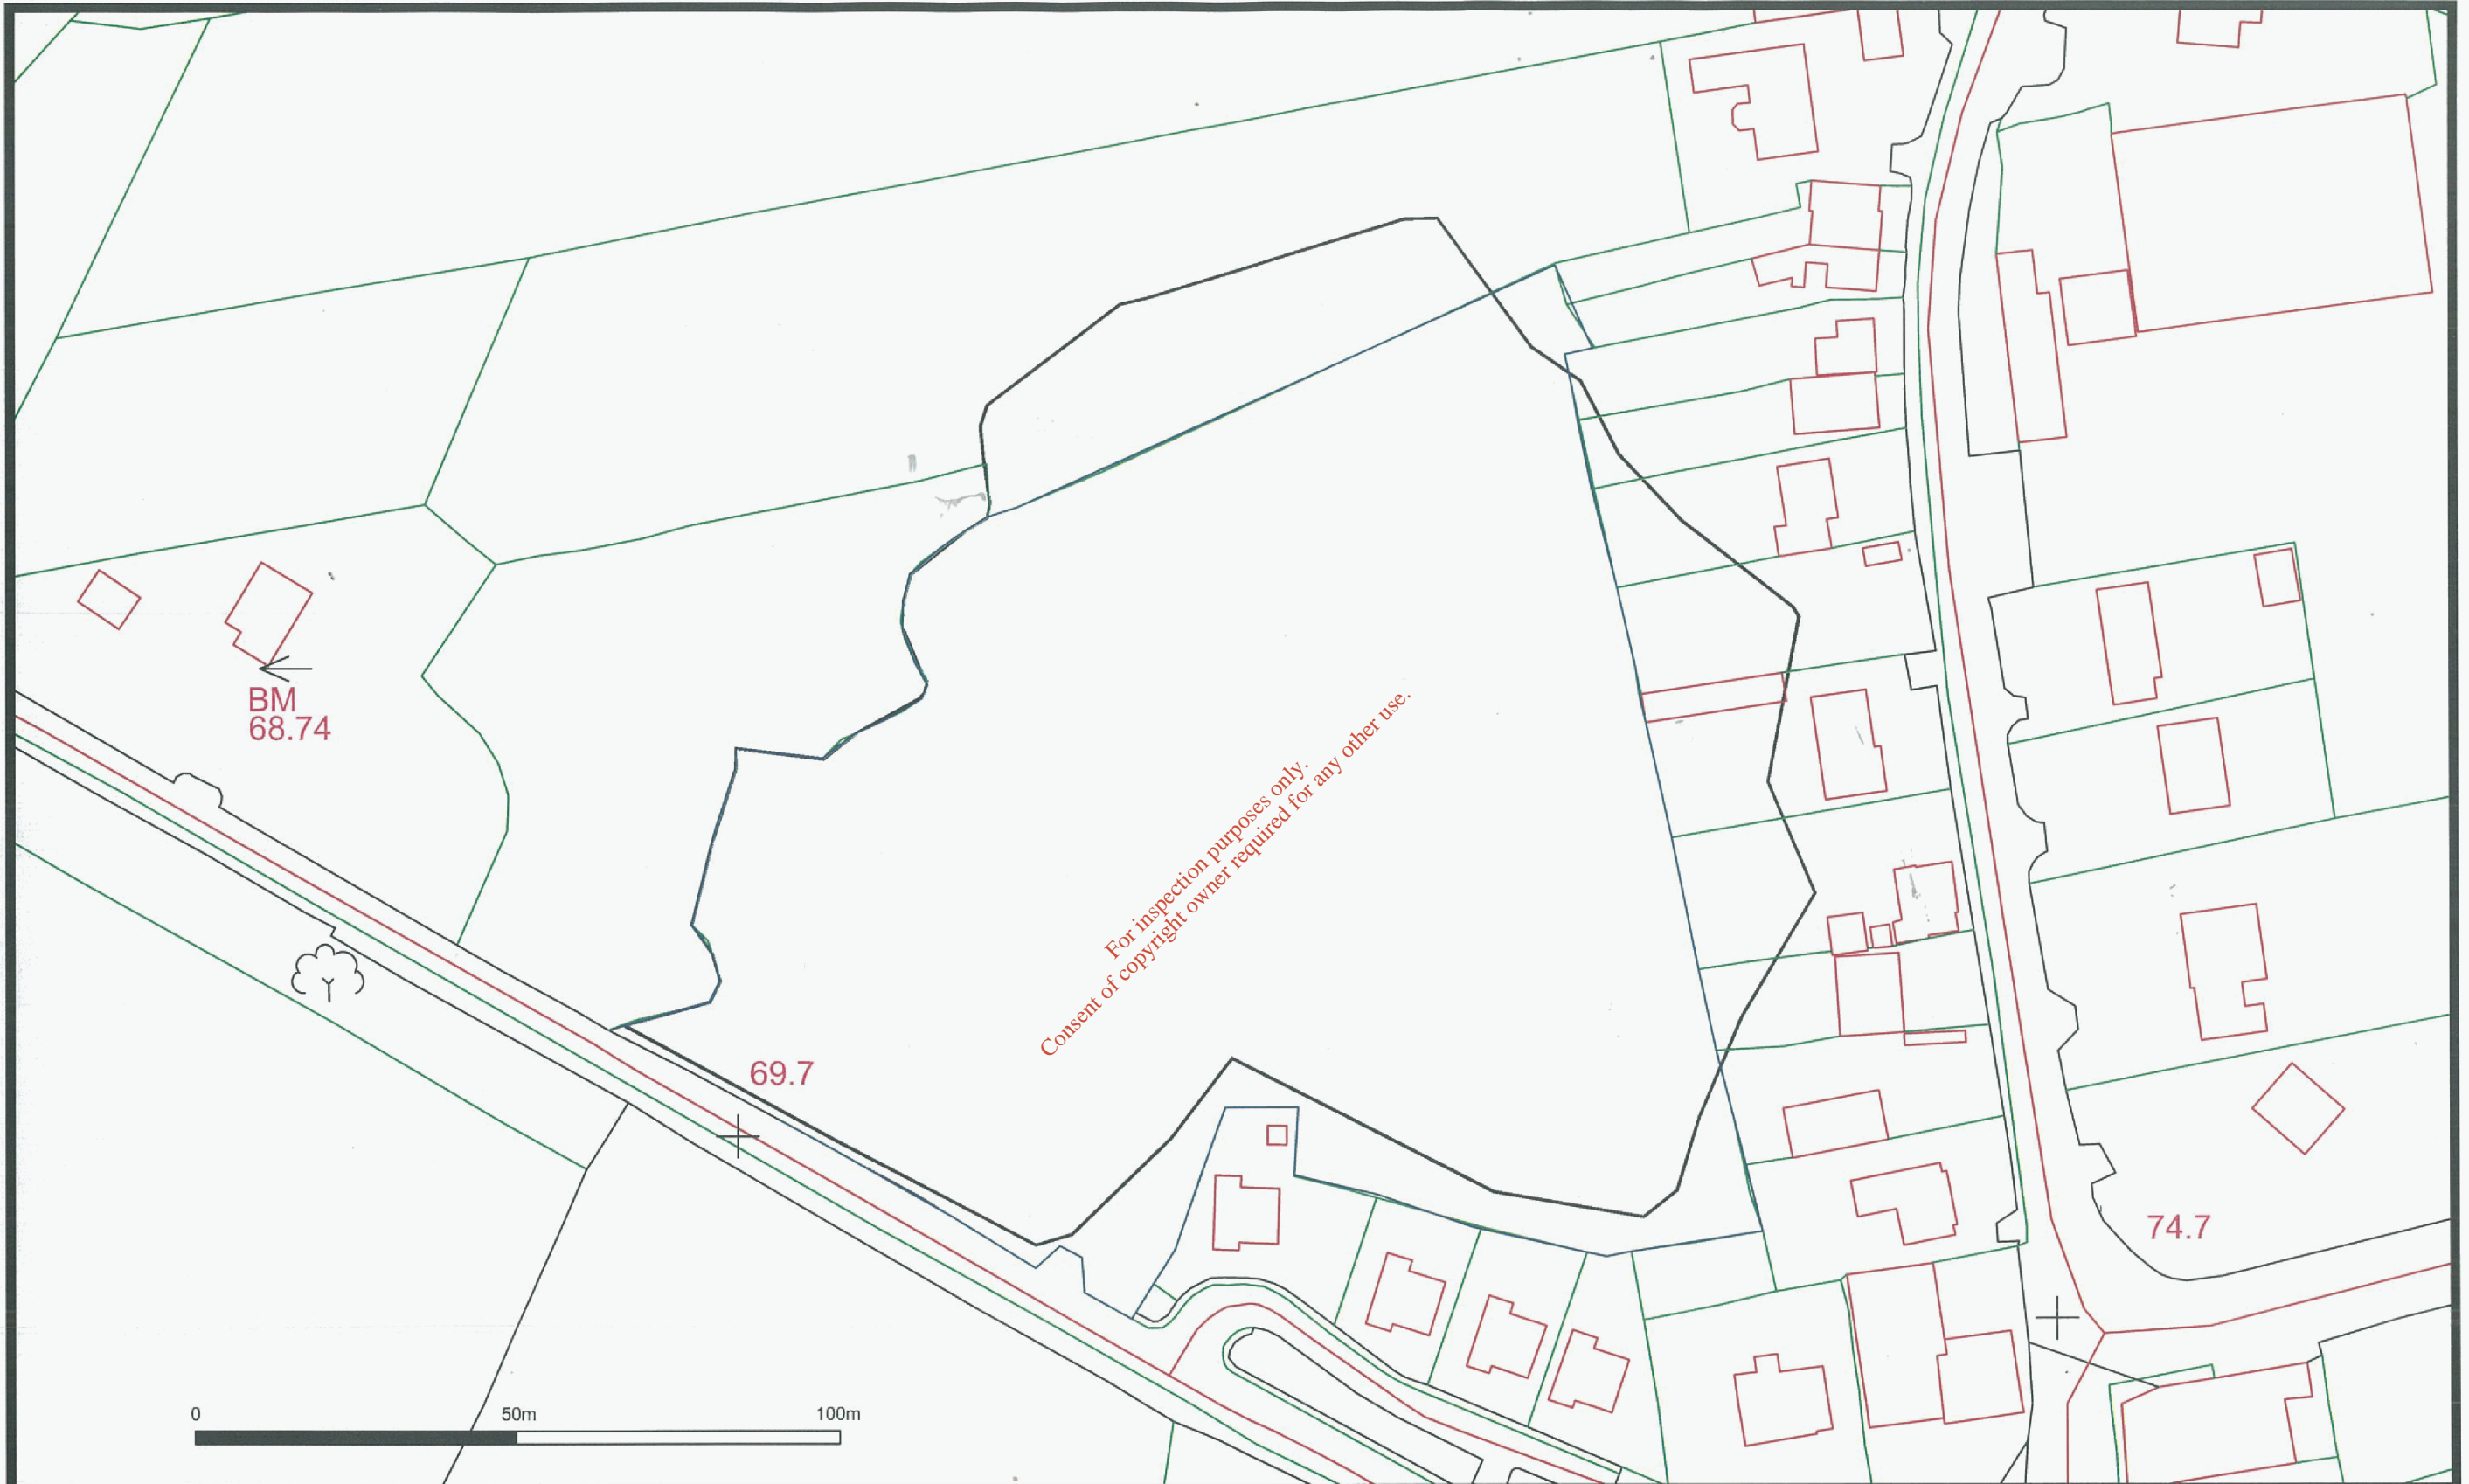 BM
68.74
For inspection purposes only.
Consent of copyright owner required for any other use.
69.7
74.7
0 50m 100m